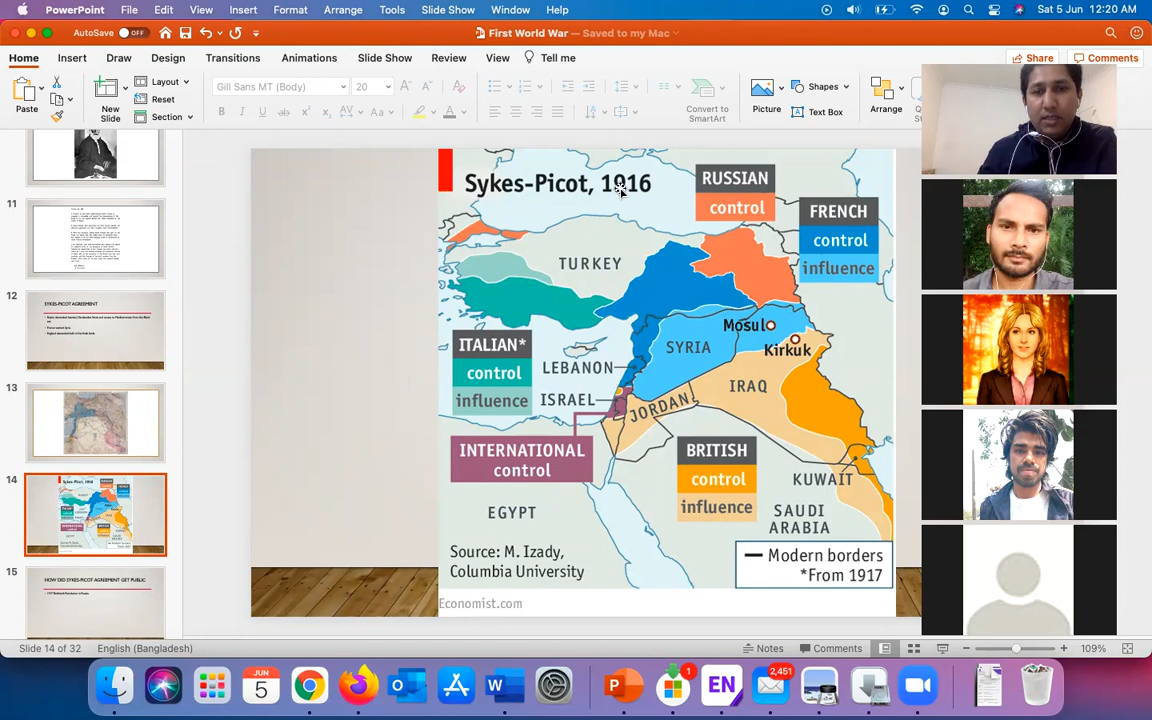 PowerPoint File Edit View Insert Format Arrange Tools Slide Show Window Help Sat 5 Jun 12:20 AM
AutoSave OFF First World War — Saved to my Mac
Home Insert Draw Design Transitions Animations Slide Show Review View Tell me Share Comments
Paste New Slide Layout Reset Section Gill Sans MT (Body) 20 Convert to SmartArt Picture Shapes Text Box Arrange
11
12
SYKES-PICOT AGREEMENT
13
14
15
HOW DID SYKES-PICOT AGREEMENT GET PUBLIC
Sykes-Picot, 1916
RUSSIAN
control
FRENCH
control
influence
TURKEY
Mosul
Kirkuk
SYRIA
ITALIAN*
control
influence
LEBANON
IRAQ
ISRAEL
JORDAN
INTERNATIONAL
control
BRITISH
control
influence
KUWAIT
EGYPT
SAUDI
ARABIA
Source: M. Izady,
Columbia University
Modern borders
*From 1917
Economist.com
Slide 14 of 32 English (Bangladesh) Notes Comments 109%
JUN
5
EN
1
2,451